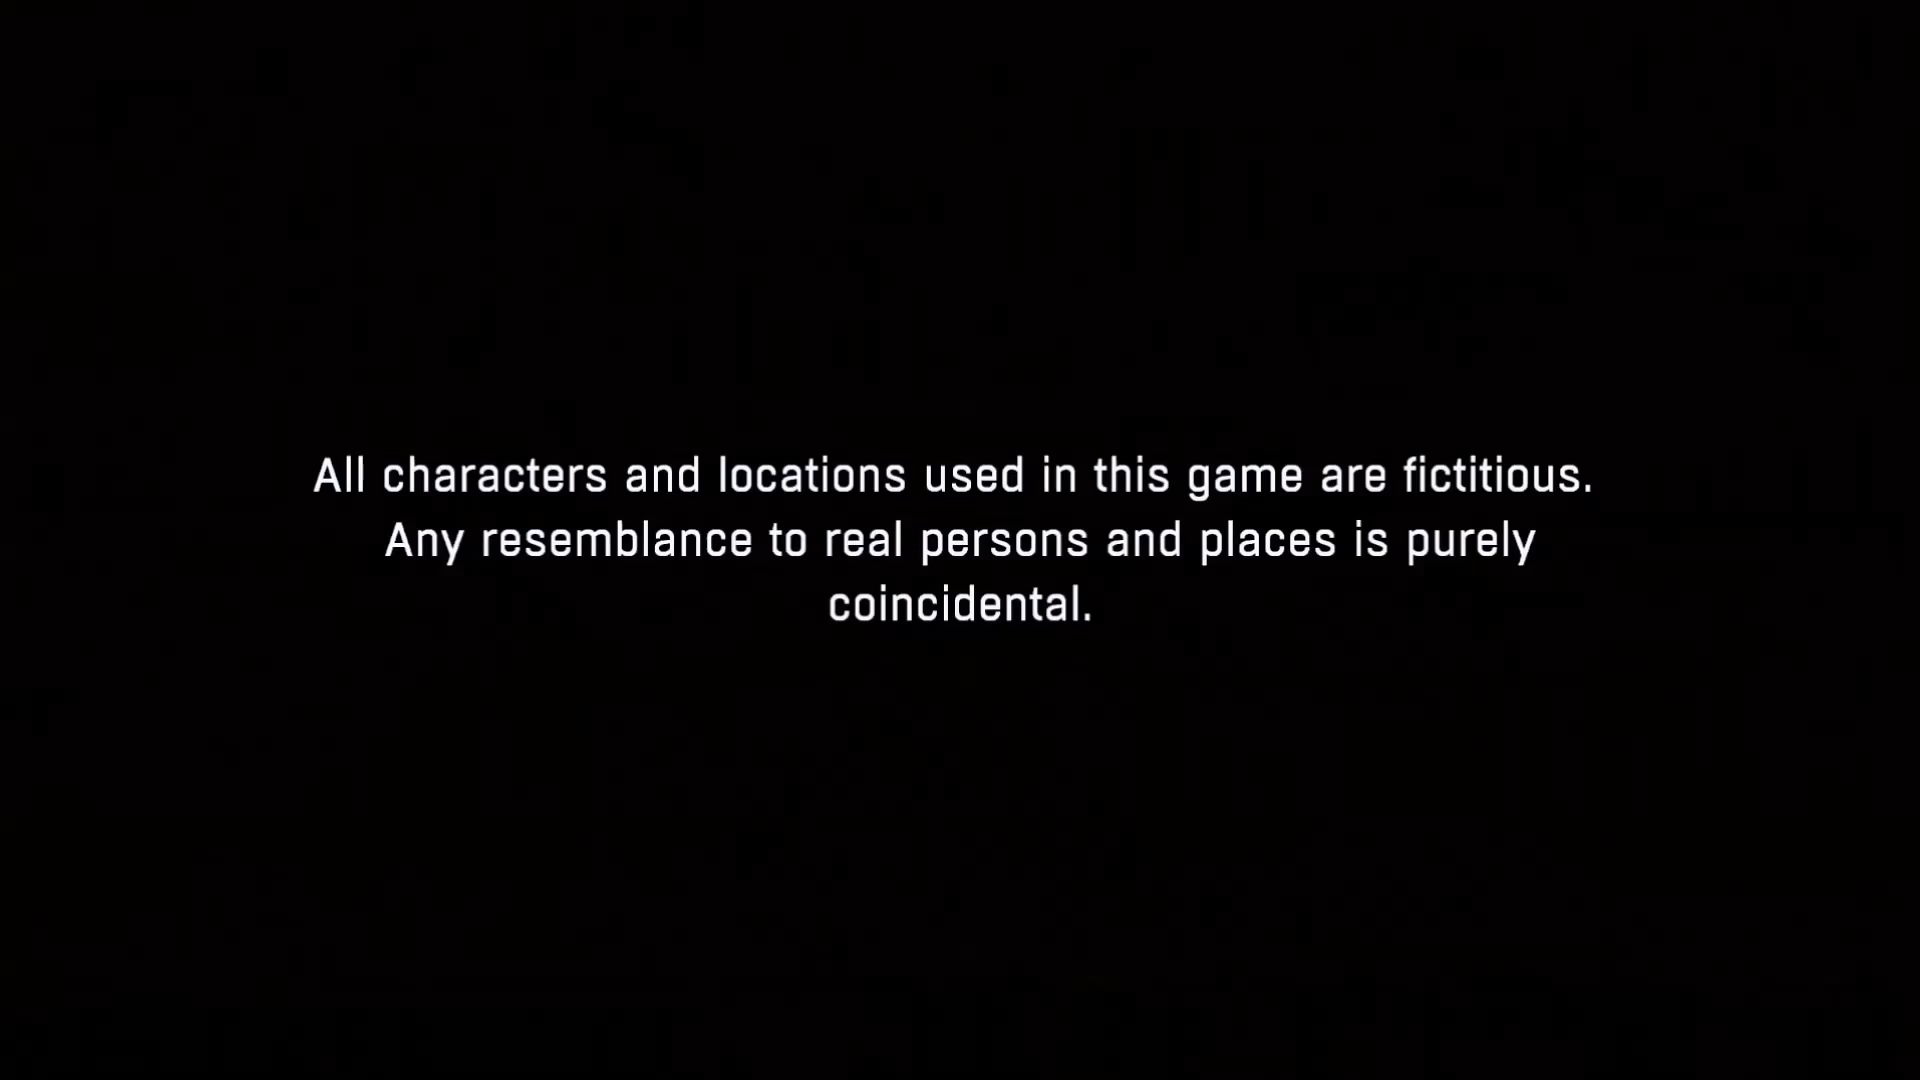 All characters and locations used in this game are fictitious.
Any resemblance to real persons and places is purely
coincidental.